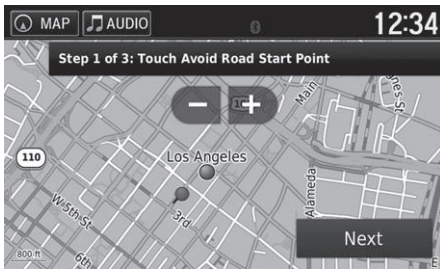 MAP
AUDIO
12:34
Step 1 of 3: Touch Avoid Road Start Point
Main
110
Los Angeles
Alameda
W 5th St
3rd
6th
800 ft
Next